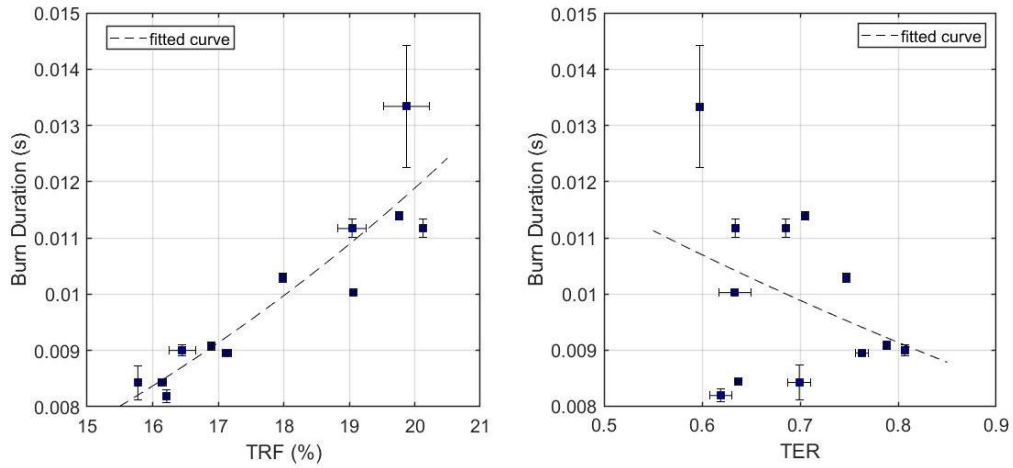 0.015
0.014
0.013
0.012
0.011
0.01
0.009
0.008
Burn Duration (s)
fitted curve
15 16 17 18 19 20 21
TRF (%)
0.015
0.014
0.013
0.012
0.011
0.01
0.009
0.008
Burn Duration (s)
fitted curve
0.5 0.6 0.7 0.8 0.9
TER